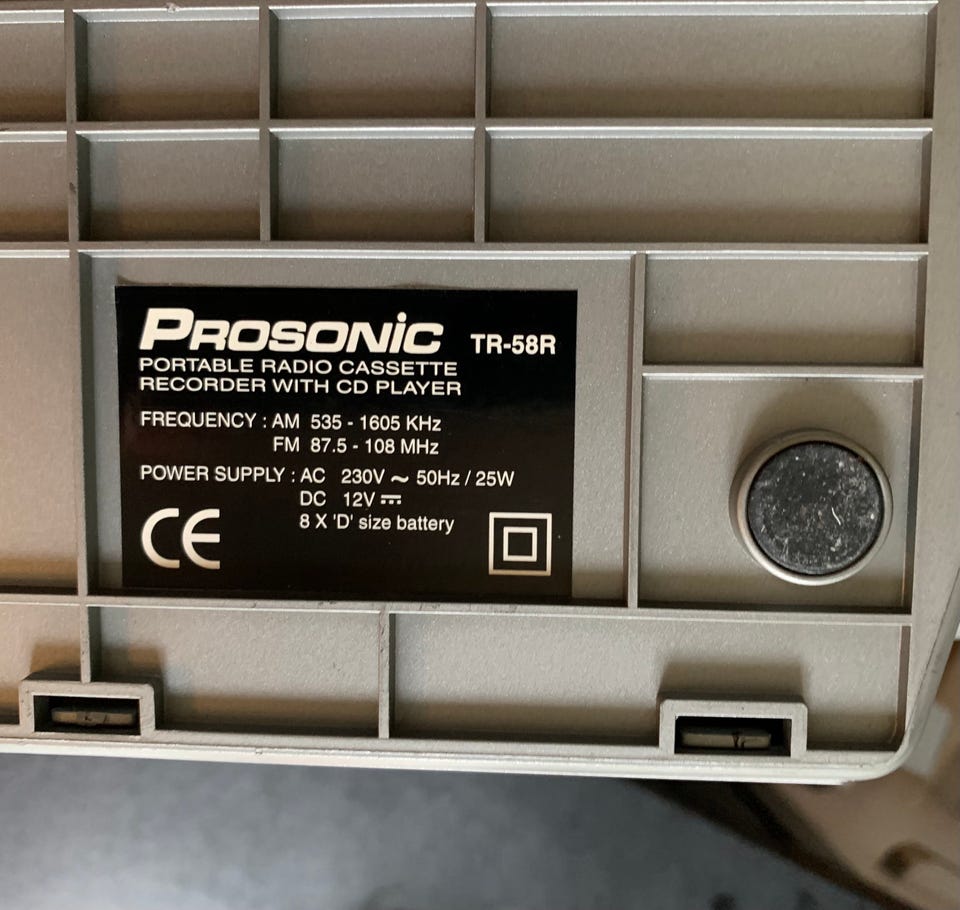 PROSONIC TR-58R
PORTABLE RADIO CASSETTE
RECORDER WITH CD PLAYER
FREQUENCY : AM 535 - 1605 KHz
FM 87.5 - 108 MHz
POWER SUPPLY : AC 230V ~ 50Hz / 25W
DC 12V ⎓
8 X 'D' size battery
CE